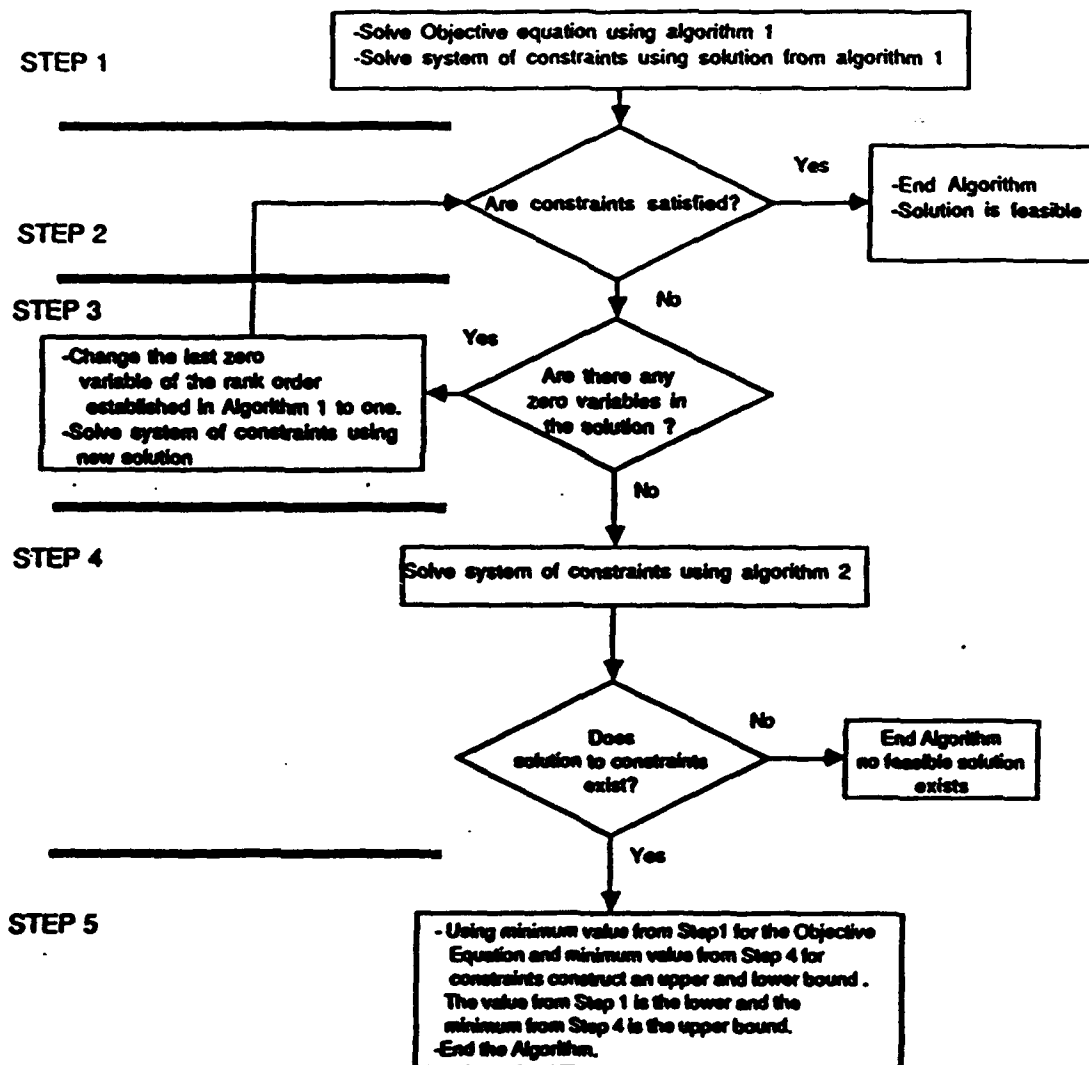 -Solve Objective equation using algorithm 1
-Solve system of constraints using solution from algorithm 1
STEP 1
Are constraints satisfied?
Yes
-End Algorithm
-Solution is feasible
STEP 2
No
STEP 3
Yes
-Change the last zero
variable of the rank order
established in Algorithm 1 to one.
-Solve system of constraints using
new solution
Are there any
zero variables in
the solution ?
No
STEP 4
Solve system of constraints using algorithm 2
Does
solution to constraints
exist?
No
End Algorithm
no feasible solution
exists
Yes
STEP 5
- Using minimum value from Step1 for the Objective
Equation and minimum value from Step 4 for
constraints construct an upper and lower bound .
The value from Step 1 is the lower and the
minimum from Step 4 is the upper bound.
-End the Algorithm.